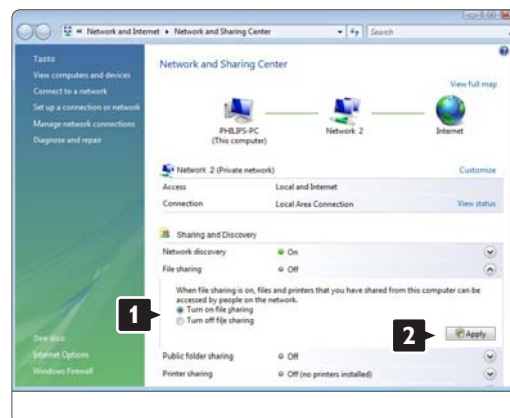 Network and Internet ▸ Network and Sharing Center
Search
Tasks
View computers and devices
Connect to a network
Set up a connection or network
Manage network connections
Diagnose and repair
See also
Internet Options
Windows Firewall
Network and Sharing Center
View full map
PHILIPS-PC
(This computer)
Network 2
Internet
Network 2 (Private network)
Customize
Access Local and Internet
Connection Local Area Connection View status
Sharing and Discovery
Network discovery On
File sharing Off
When file sharing is on, files and printers that you have shared from this computer can be
accessed by people on the network.
1
Turn on file sharing
Turn off file sharing
2
Apply
Public folder sharing Off
Printer sharing Off (no printers installed)